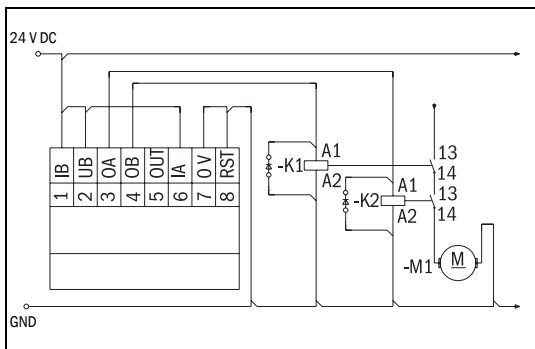 24 V DC
IB UB OA OB OUT IA 0 V RST
1 2 3 4 5 6 7 8
-K1 A1 A2
13
14
-K2 A1 A2
13
14
-M1 M
GND